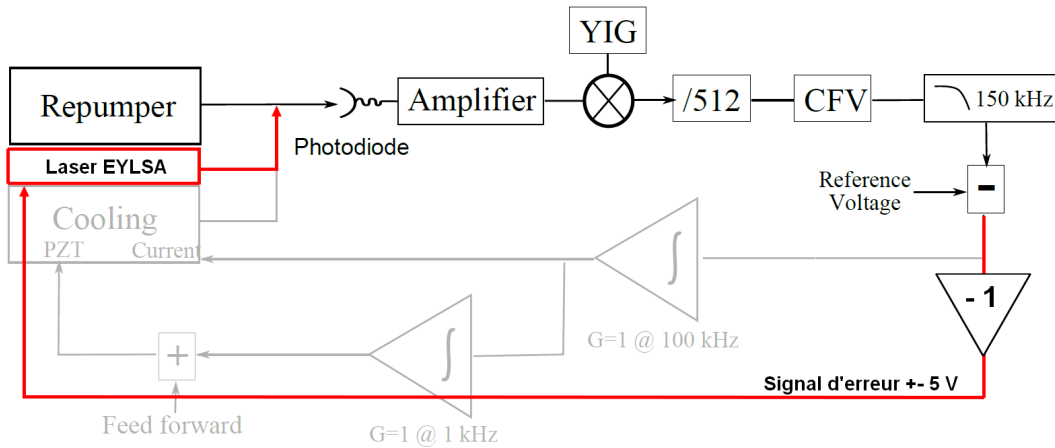 YIG
Repumper
Amplifier
/512
CFV
150 kHz
Photodiode
Laser EYLSA
Reference
Voltage
-
Cooling
PZT
Current
∫
- 1
G=1 @ 100 kHz
+
∫
Signal d'erreur +- 5 V
Feed forward
G=1 @ 1 kHz